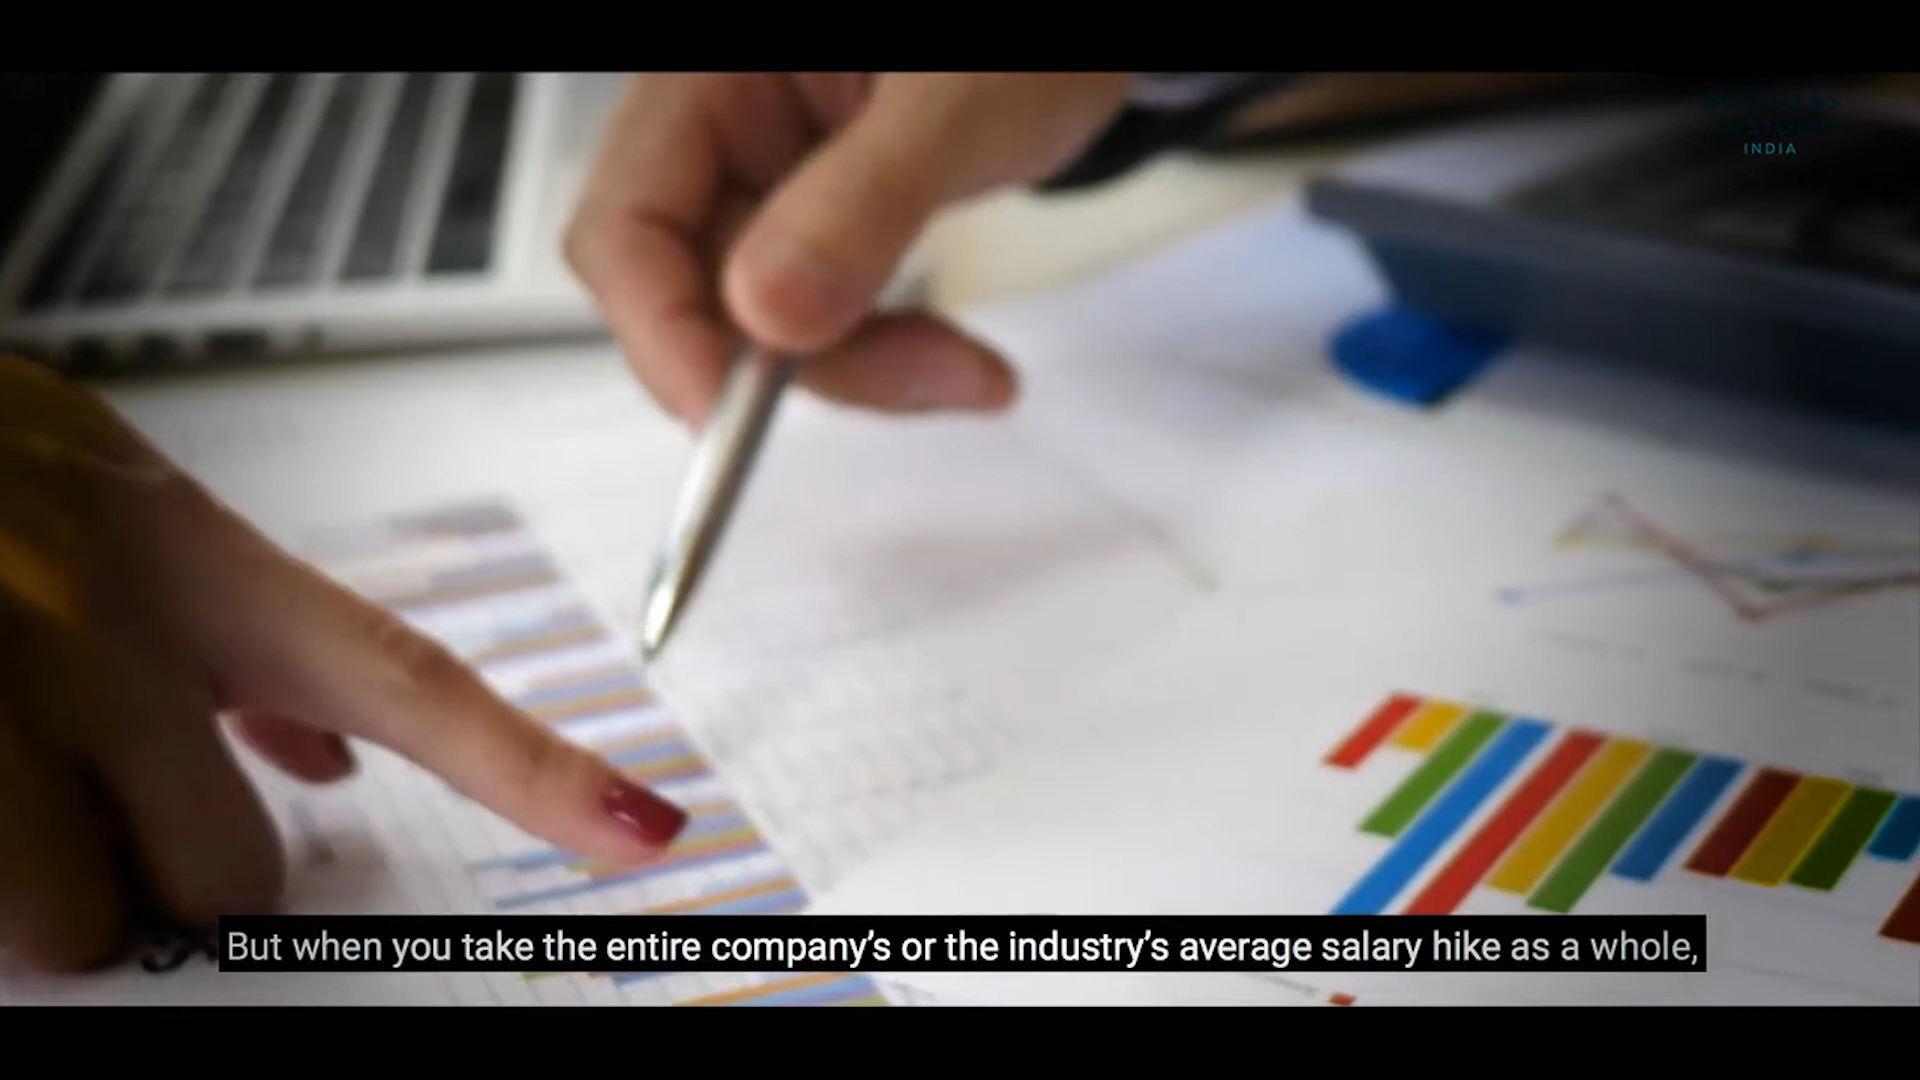 INDIA
But when you take the entire company’s or the industry’s average salary hike as a whole,